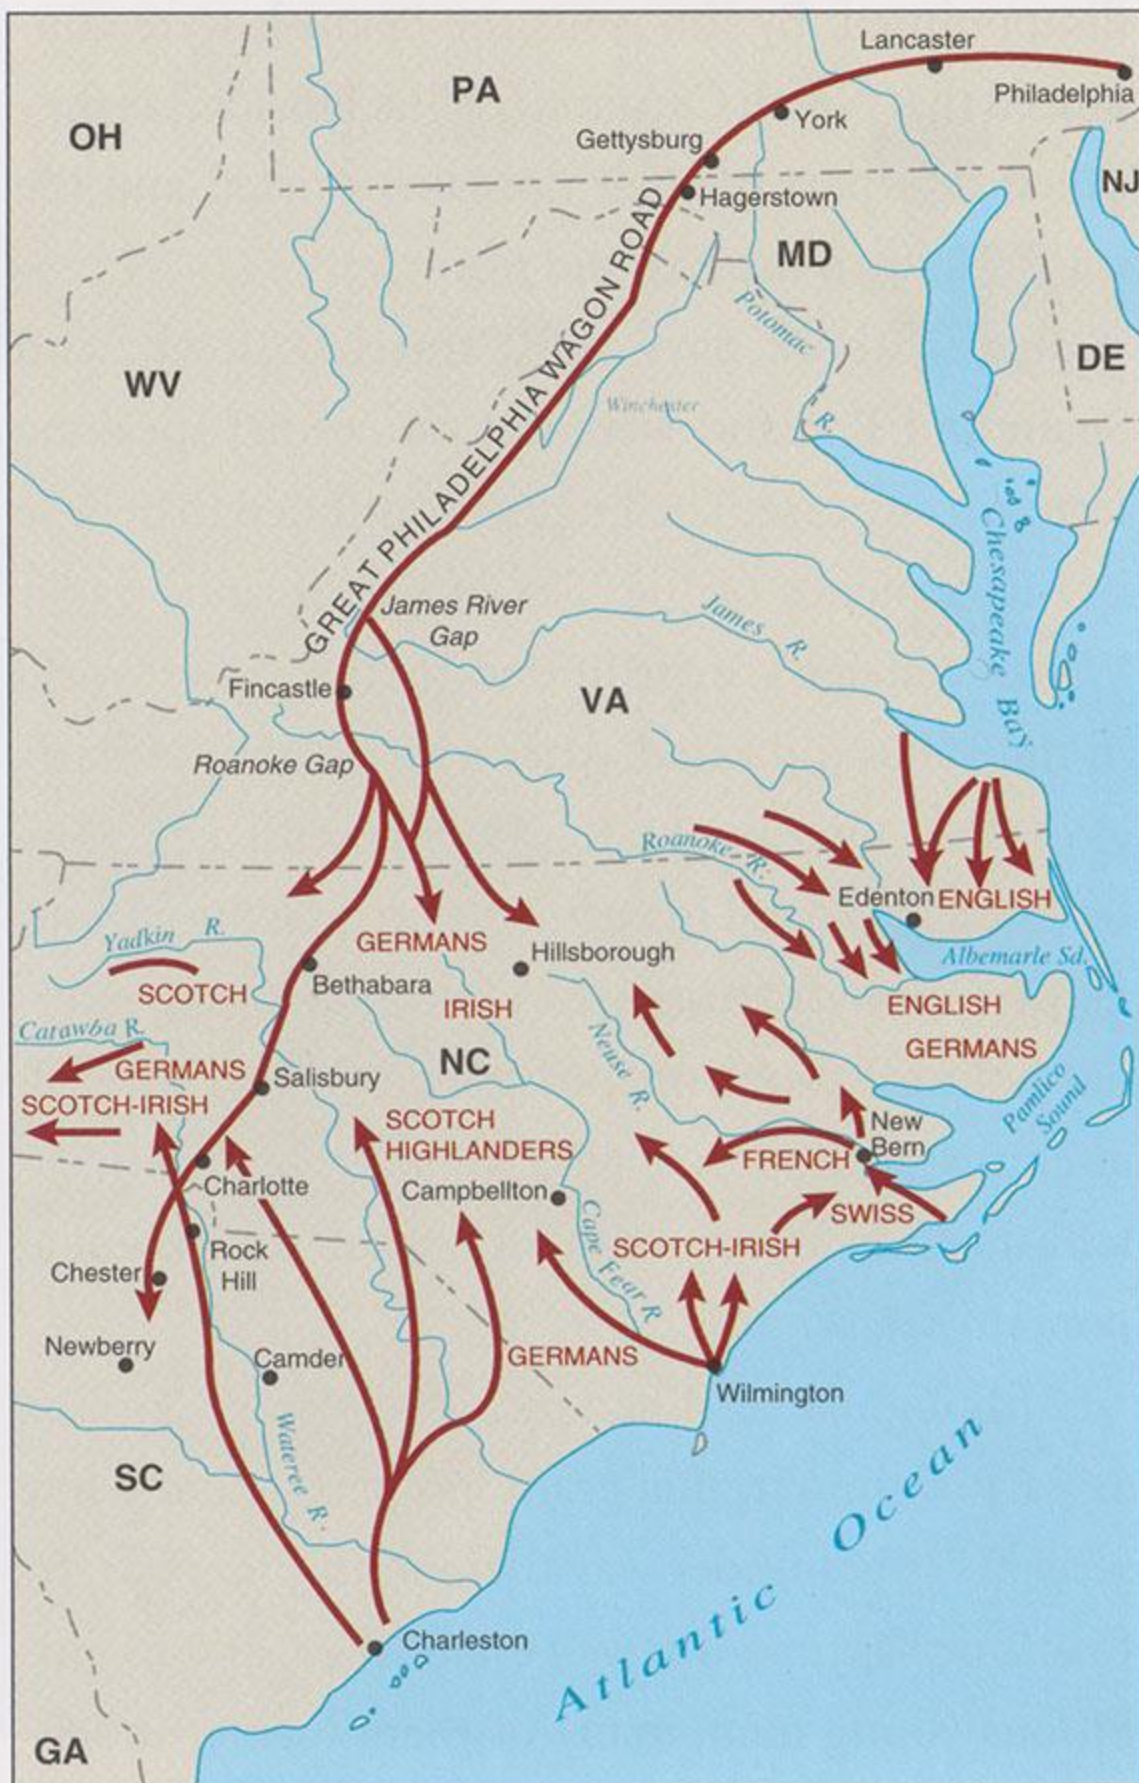 Lancaster
PA
Philadelphia
OH
York
Gettysburg
NJ
Hagerstown
MD
GREAT PHILADELPHIA WAGON ROAD
Potomac
R.
WV
DE
Winchester
Chesapeake Bay
James River
Gap
James R.
Fincastle
VA
Roanoke Gap
Roanoke R.
Edenton
ENGLISH
Yadkin R.
GERMANS
Hillsborough
Albemarle Sd.
Bethabara
SCOTCH
IRISH
ENGLISH
Catawba R.
Neuse R.
GERMANS
NC
GERMANS
Salisbury
SCOTCH-IRISH
Pamlico
Sound
SCOTCH
HIGHLANDERS
New
Bern
FRENCH
Charlotte
Campbellton
SWISS
Rock
Hill
Cape Fear R
SCOTCH-IRISH
Chester
Newberry
Camder
GERMANS
Wilmington
SC
Wateree R.
Atlantic Ocean
Charleston
GA